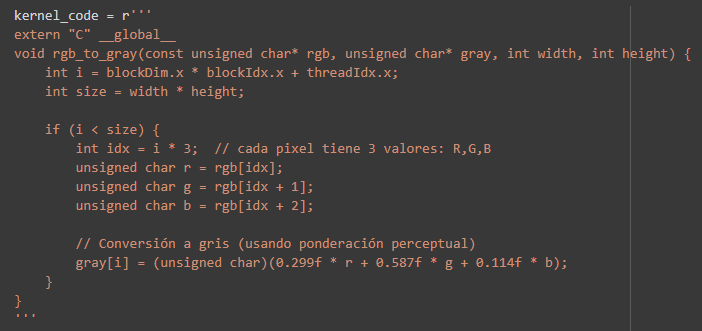 kernel_code = r'''
extern "C" __global__
void rgb_to_gray(const unsigned char* rgb, unsigned char* gray, int width, int height) {
    int i = blockDim.x * blockIdx.x + threadIdx.x;
    int size = width * height;

    if (i < size) {
        int idx = i * 3;  // cada pixel tiene 3 valores: R,G,B
        unsigned char r = rgb[idx];
        unsigned char g = rgb[idx + 1];
        unsigned char b = rgb[idx + 2];

        // Conversión a gris (usando ponderación perceptual)
        gray[i] = (unsigned char)(0.299f * r + 0.587f * g + 0.114f * b);
    }
}
'''